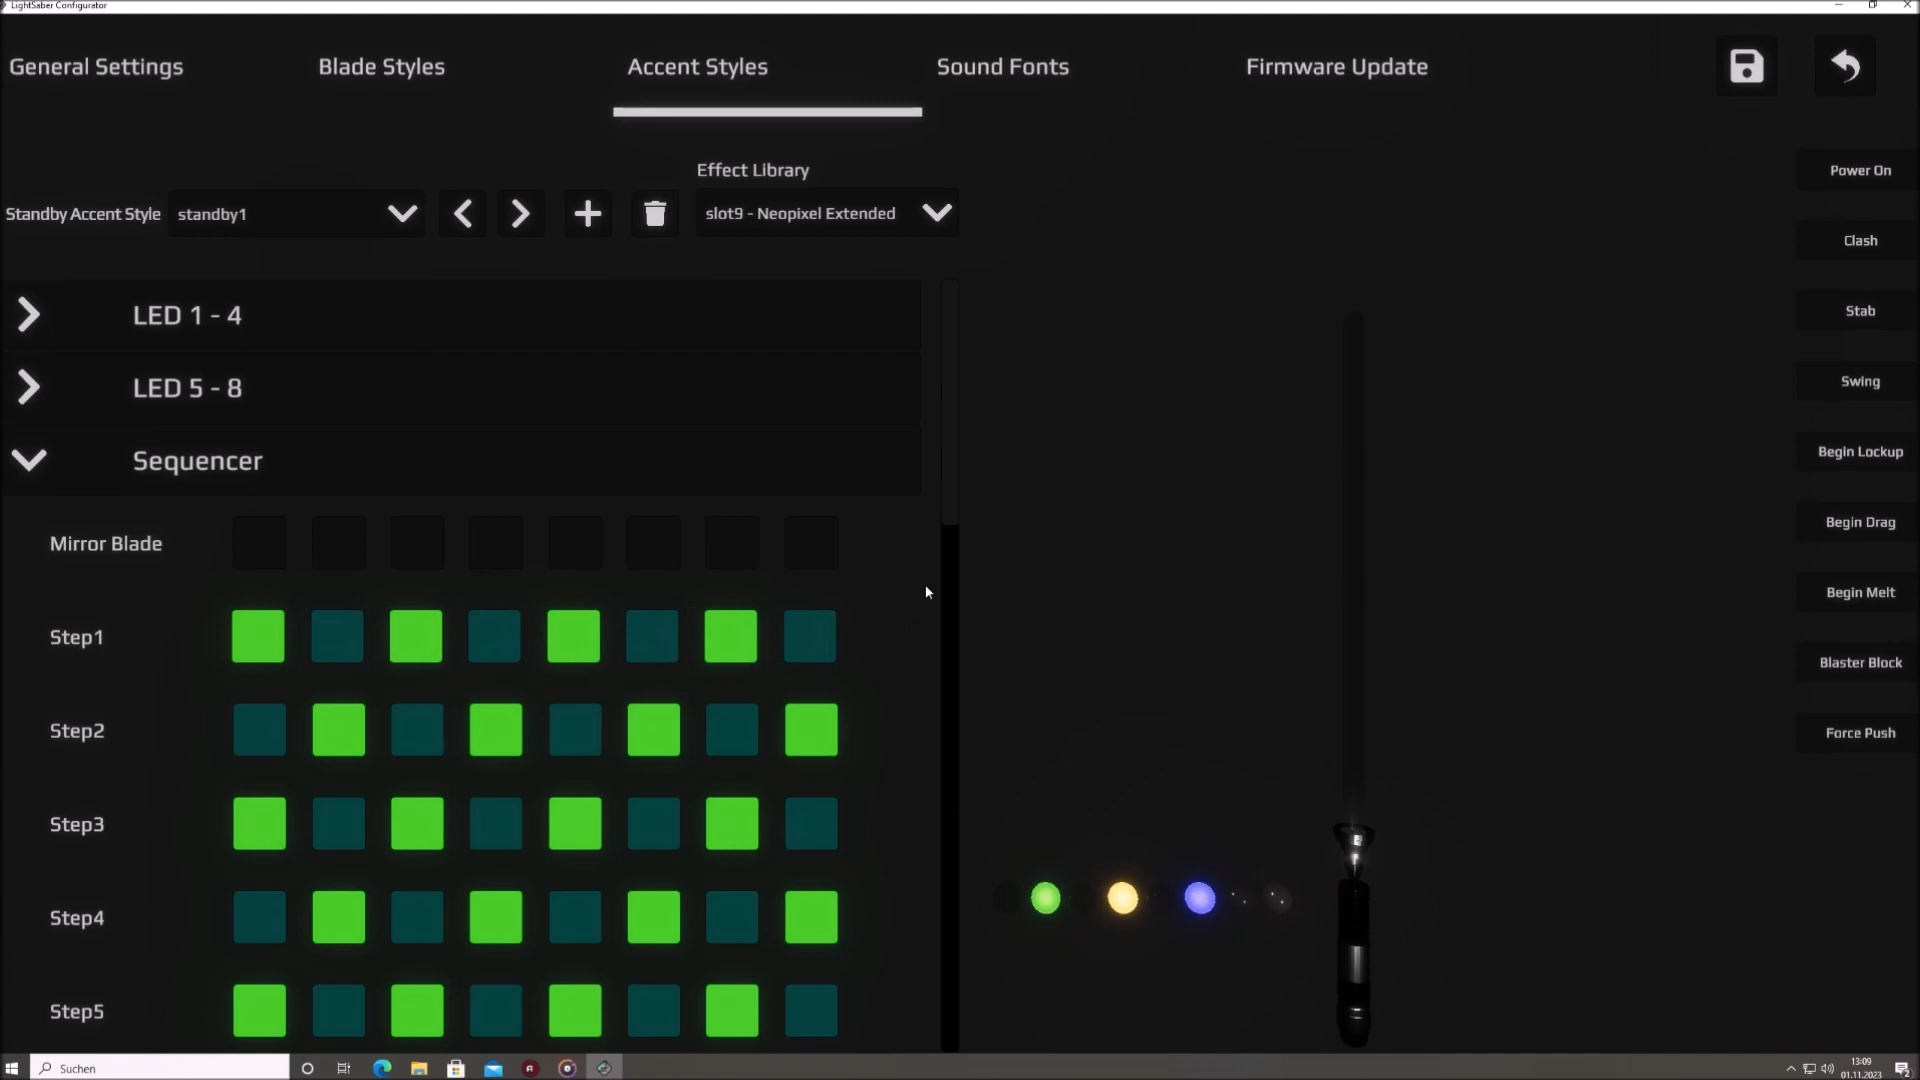 LightSaber Configurator
General Settings
Blade Styles
Accent Styles
Sound Fonts
Firmware Update
Effect Library
Standby Accent Style
standby1
slot9 - Neopixel Extended
LED 1 - 4
LED 5 - 8
Sequencer
Mirror Blade
Step1
Step2
Step3
Step4
Step5
Power On
Clash
Stab
Swing
Begin Lockup
Begin Drag
Begin Melt
Blaster Block
Force Push
Suchen
13:09
01.11.2023
2